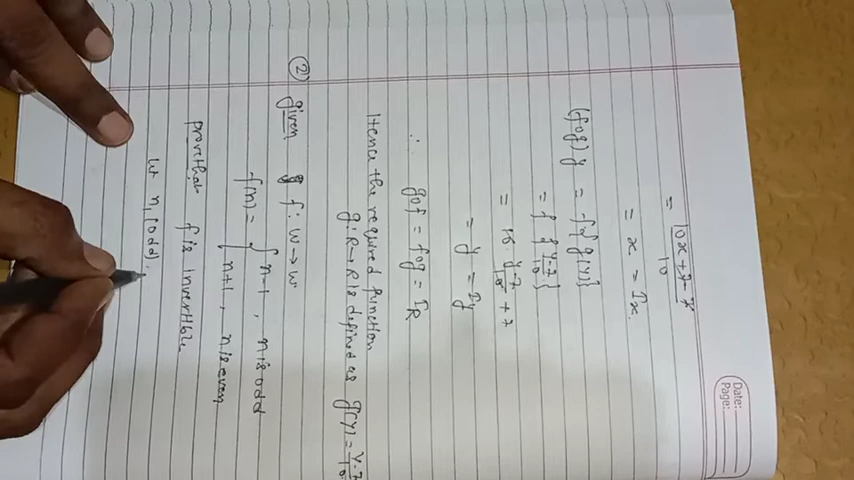 Date:
Page:
= 10x + 7 - 7 / 10
= x = Ix.
(fog) y = f{g(y)}
= f{ y-7 / 10 }
= 10 y-7 / 10 + 7
= y = Iy
∴ gof = fog = IR
Hence the required function
g: R→R is defined as g(y) = y-7 / 10
② given f: W→W
f(n) = { n-1, n is odd
n+1, n is even
prove that f is invertible
let n, (odd).